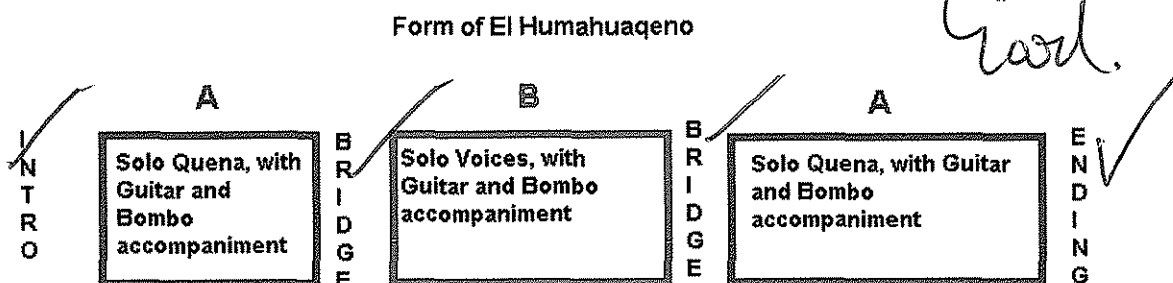 Form of El Humahuaqeno
Good.
INTRO
A
Solo Quena, with
Guitar and
Bombo
accompaniment
BRIDGE
B
Solo Voices, with
Guitar and Bombo
accompaniment
BRIDGE
A
Solo Quena, with Guitar
and Bombo
accompaniment
ENDING